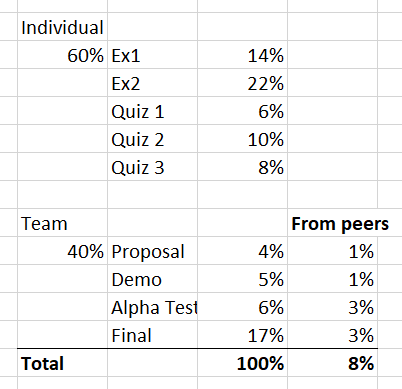 Individual
60% Ex1 14%
Ex2 22%
Quiz 1 6%
Quiz 2 10%
Quiz 3 8%
Team From peers
40% Proposal 4% 1%
Demo 5% 1%
Alpha Test 6% 3%
Final 17% 3%
Total 100% 8%